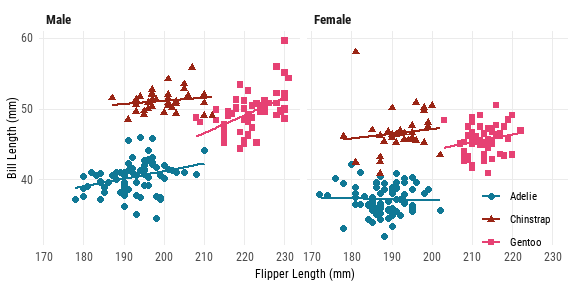 Male
Female
60
50
40
Bill Length (mm)
170 190 200 210 220 230
170 180 190 200 210 220 230
Flipper Length (mm)
Adelie
Chinstrap
Gentoo